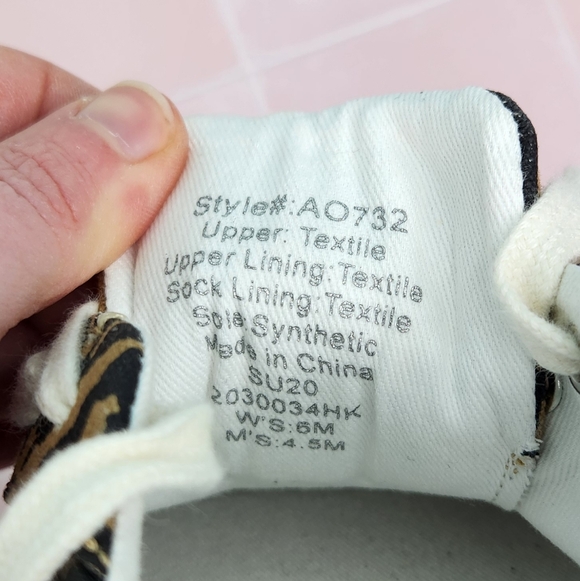 Style#:AO732
Upper: Textile
Upper Lining:Textile
Sock Lining:Textile
Sole:Synthetic
Made in China
SU20
2030034HK
W'S:6M
M'S:4.5M